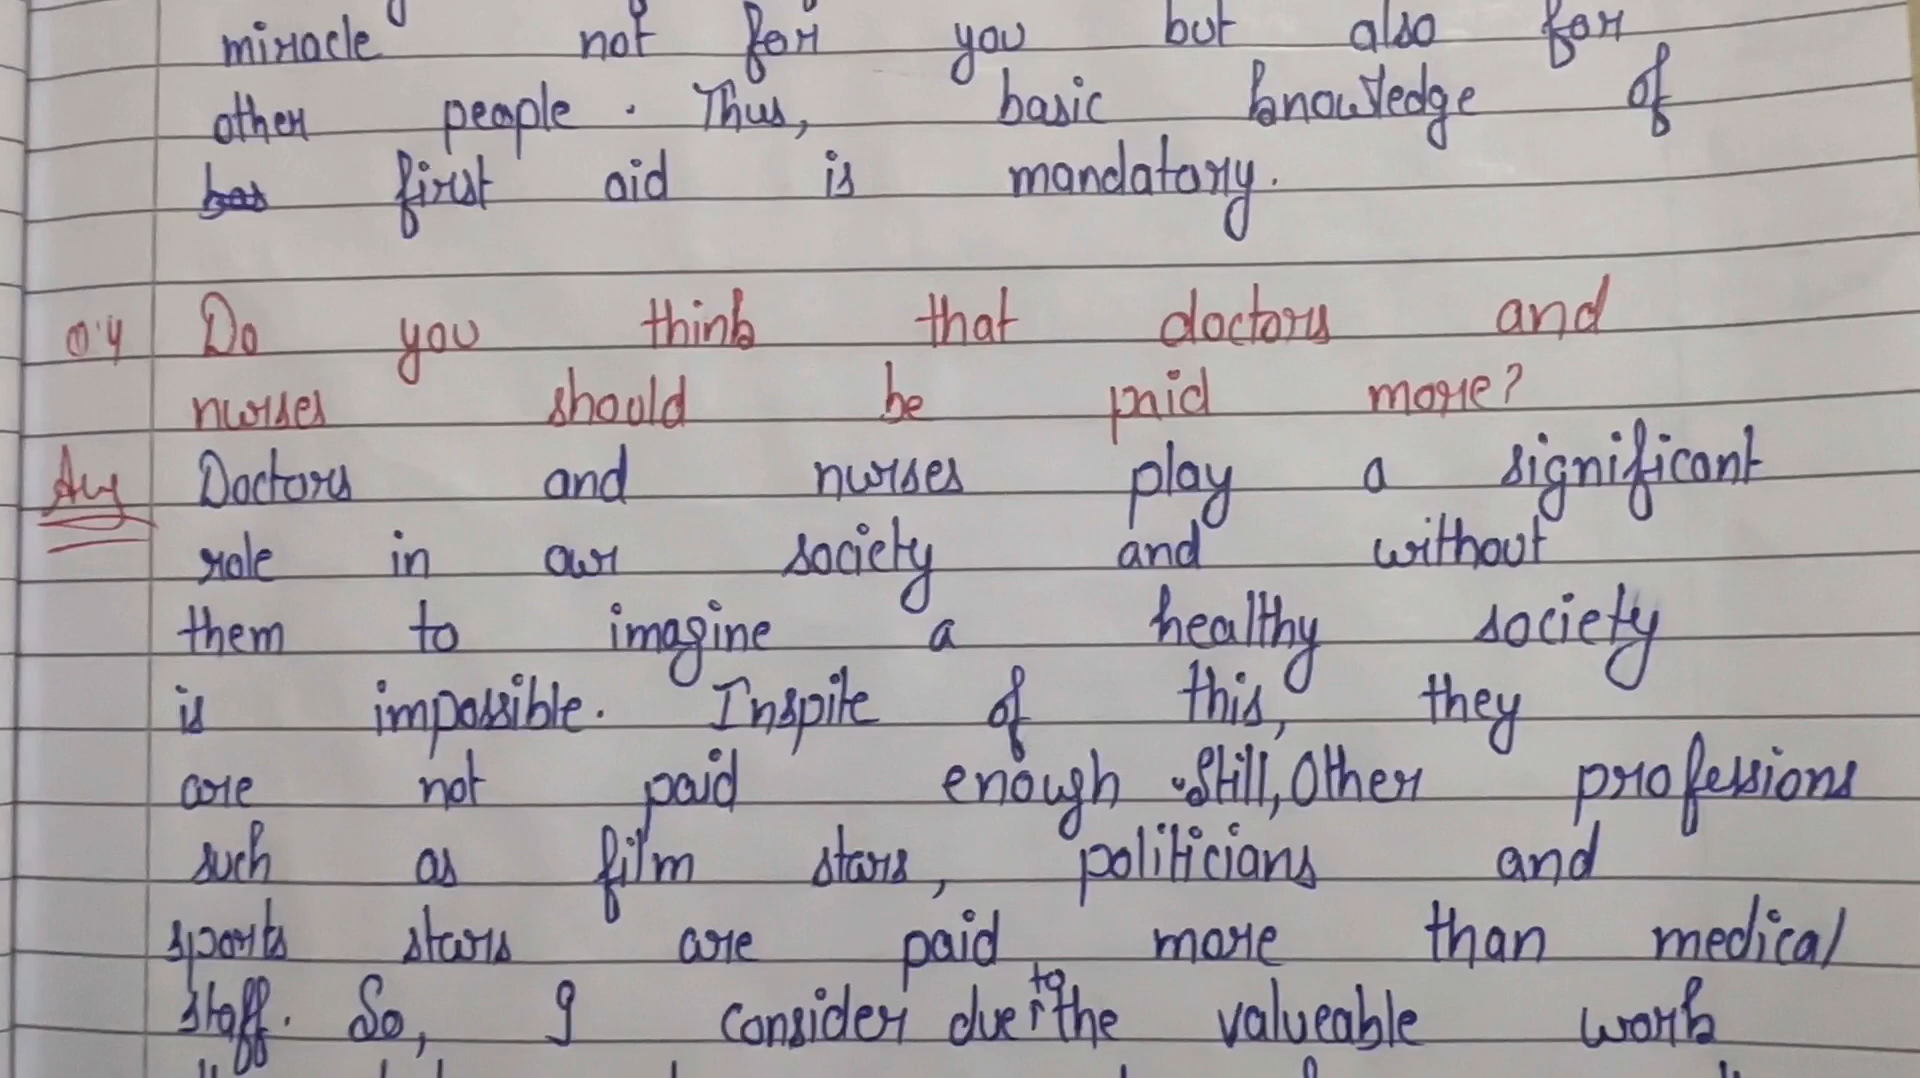 miracle not for you but also for
other people. Thus, basic knowledge of
bas first aid is mandatory.
Q.4 Do you think that doctors and
nurses should be paid more?
Ans Doctors and nurses play a significant
role in our society and without
them to imagine a healthy society
is impossible. Inspite of this, they
are not paid enough. Still, Other professions
such as film stars, politicians and
sports stars are paid more than medical
staff. So, I consider due to the valueable work